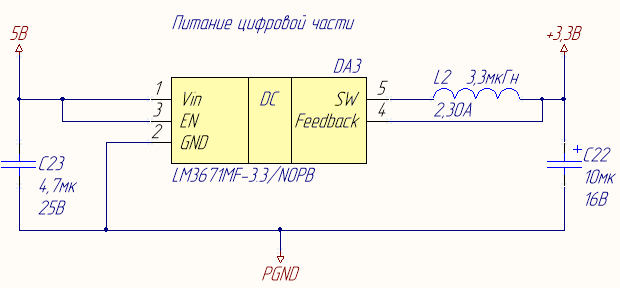 Питание цифровой части
5В
+3,3В
DA3
1
Vin
DC
SW
5
L2
3,3мкГн
3
EN
Feedback
4
2,30А
2
GND
LM3671MF-3.3/NOPB
C23
4,7мк
25В
+
C22
10мк
16В
PGND